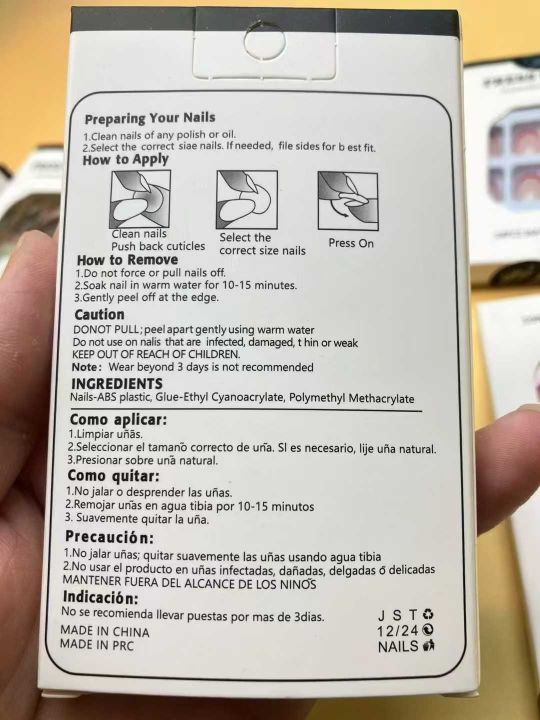 Preparing Your Nails
1.Clean nails of any polish or oil.
2.Select the correct siae nails. If needed, file sides for b est fit.
How to Apply
Clean nails
Push back cuticles
Select the
correct size nails
Press On
How to Remove
1.Do not force or pull nails off.
2.Soak nail in warm water for 10-15 minutes.
3.Gently peel off at the edge.
Caution
DONOT PULL; peel apart gently using warm water
Do not use on nalis that are infected, damaged, t hin or weak
KEEP OUT OF REACH OF CHILDREN.
Note: Wear beyond 3 days is not recommended
INGREDIENTS
Nails-ABS plastic, Glue-Ethyl Cyanoacrylate, Polymethyl Methacrylate
Como aplicar:
1.Limpiar uñas.
2.Seleccionar el tamaño correcto de uña. SI es necesario, lije uña natural.
3.Presionar sobre uña natural.
Como quitar:
1.No jalar o desprender las uñas.
2.Remojar uñas en agua tibia por 10-15 minutos
3. Suavemente quitar la uña.
Precaución:
1.No jalar uñas; quitar suavemente las uñas usando agua tibia
2.No usar el producto en uñas infectadas, dañadas, delgadas ő delicadas
MANTENER FUERA DEL ALCANCE DE LOS NIÑOS
Indicación:
No se recomienda llevar puestas por mas de 3dias.
MADE IN CHINA
MADE IN PRC
J S T
12/24
NAILS